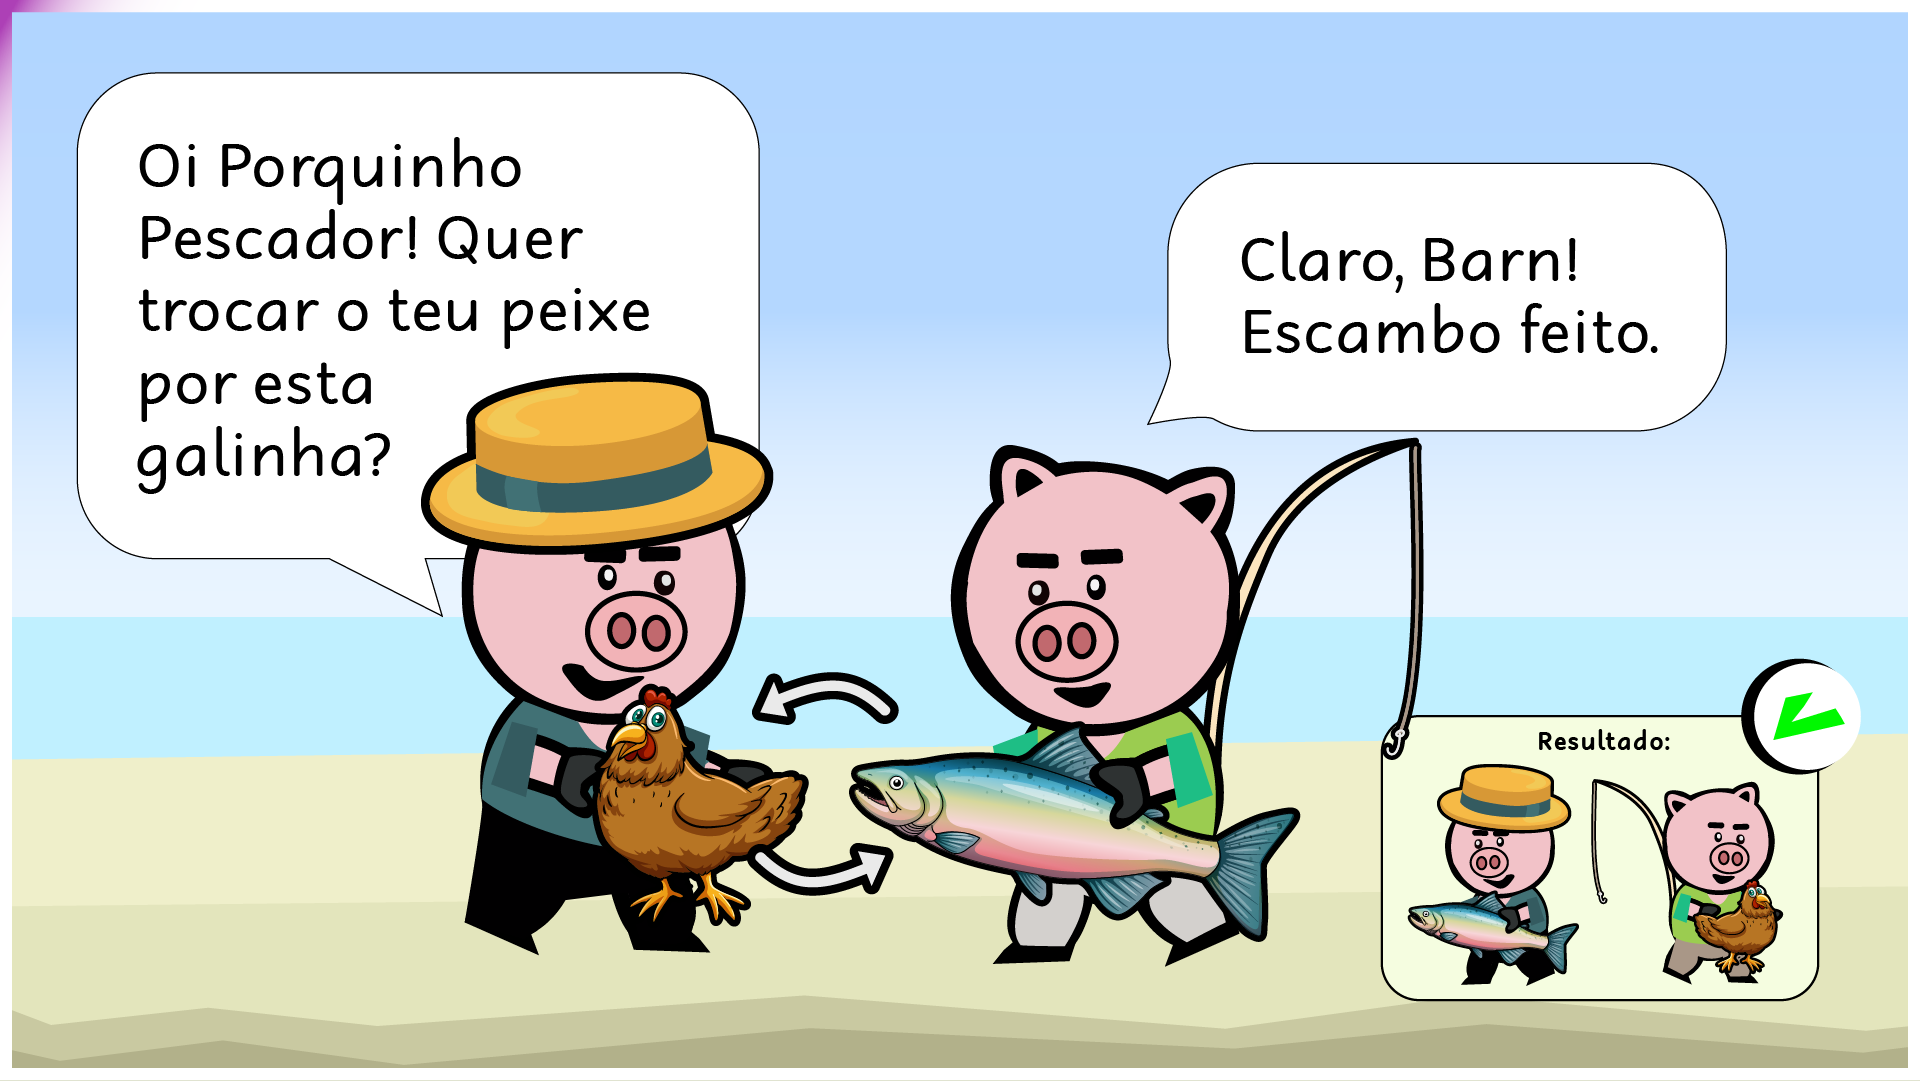 Oi Porquinho
Pescador! Quer
trocar o teu peixe
por esta
galinha?
Claro, Barn!
Escambo feito.
Resultado: